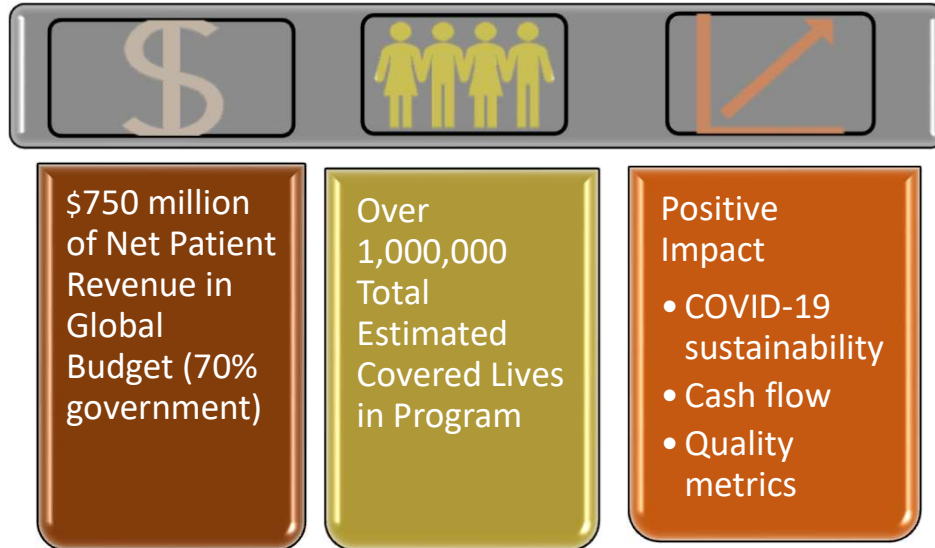 $750 million
of Net Patient
Revenue in
Global
Budget (70%
government)
Over
1,000,000
Total
Estimated
Covered Lives
in Program
Positive
Impact
• COVID-19
sustainability
• Cash flow
• Quality
metrics